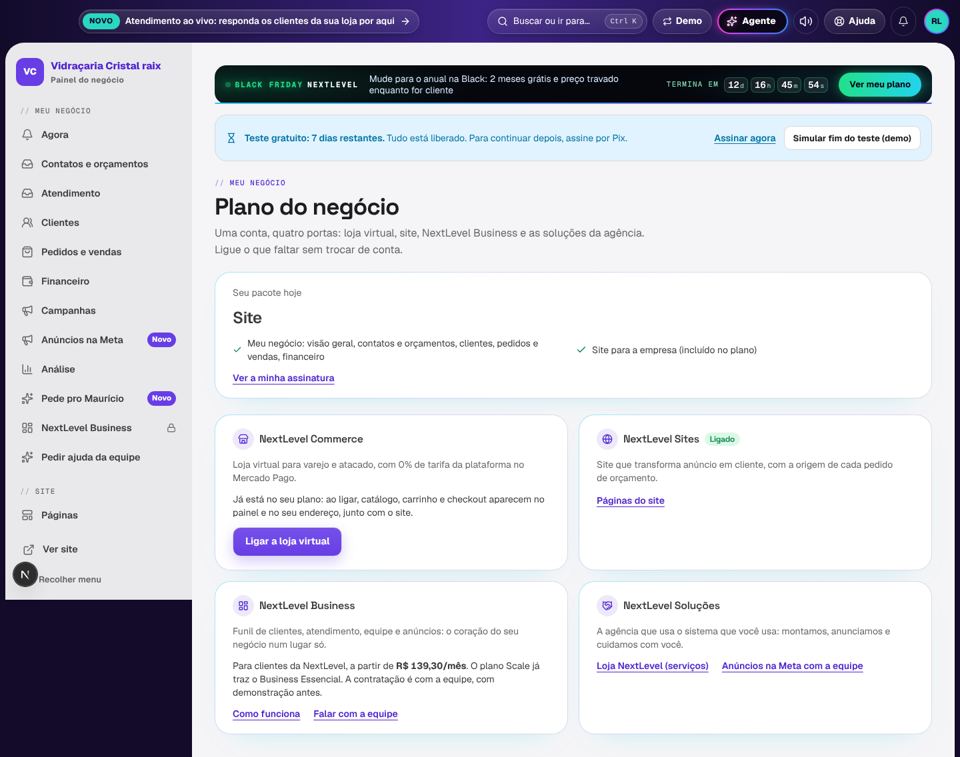 NOVO Atendimento ao vivo: responda os clientes da sua loja por aqui →
Buscar ou ir para... Ctrl K
Demo
Agente
Ajuda
RL
VC
Vidraçaria Cristal raix
Painel do negócio
// MEU NEGÓCIO
Agora
Contatos e orçamentos
Atendimento
Clientes
Pedidos e vendas
Financeiro
Campanhas
Anúncios na Meta Novo
Análise
Pede pro Maurício Novo
NextLevel Business
Pedir ajuda da equipe
// SITE
Páginas
Ver site
N
Recolher menu
BLACK FRIDAY NEXTLEVEL
Mude para o anual na Black: 2 meses grátis e preço travado
enquanto for cliente
TERMINA EM 12d 16h 45m 54s
Ver meu plano
Teste gratuito: 7 dias restantes. Tudo está liberado. Para continuar depois, assine por Pix.
Assinar agora
Simular fim do teste (demo)
// MEU NEGÓCIO
Plano do negócio
Uma conta, quatro portas: loja virtual, site, NextLevel Business e as soluções da agência.
Ligue o que faltar sem trocar de conta.
Seu pacote hoje
Site
Meu negócio: visão geral, contatos e orçamentos, clientes, pedidos e
vendas, financeiro
Site para a empresa (incluído no plano)
Ver a minha assinatura
NextLevel Commerce
Loja virtual para varejo e atacado, com 0% de tarifa da plataforma no
Mercado Pago.
Já está no seu plano: ao ligar, catálogo, carrinho e checkout aparecem no
painel e no seu endereço, junto com o site.
Ligar a loja virtual
NextLevel Sites Ligado
Site que transforma anúncio em cliente, com a origem de cada pedido
de orçamento.
Páginas do site
NextLevel Business
Funil de clientes, atendimento, equipe e anúncios: o coração do seu
negócio num lugar só.
Para clientes da NextLevel, a partir de R$ 139,30/mês. O plano Scale já
traz o Business Essencial. A contratação é com a equipe, com
demonstração antes.
Como funciona Falar com a equipe
NextLevel Soluções
A agência que usa o sistema que você usa: montamos, anunciamos e
cuidamos com você.
Loja NextLevel (serviços) Anúncios na Meta com a equipe